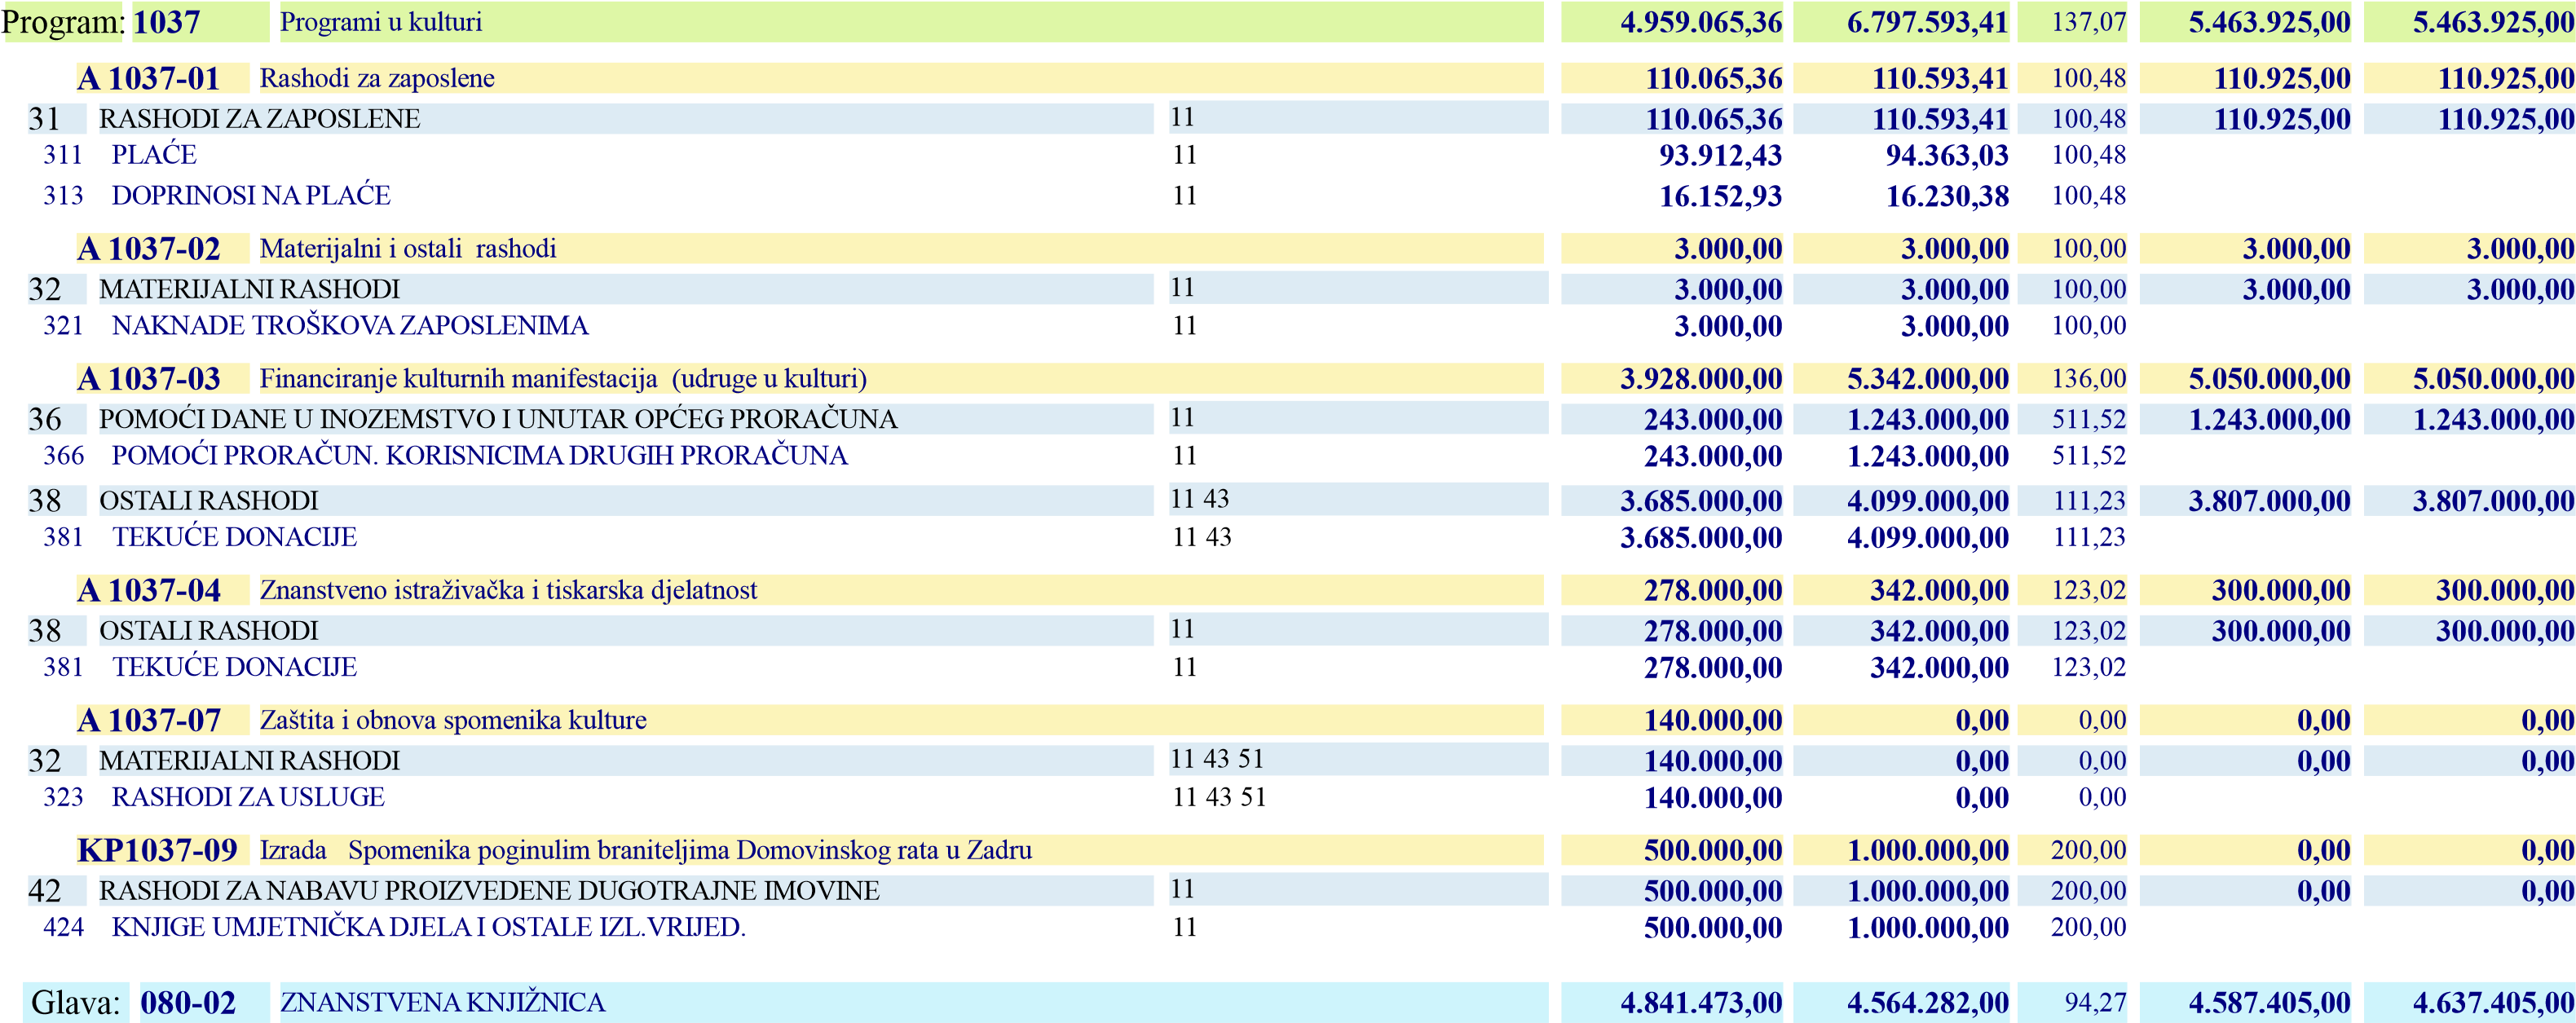 Program: 1037 Programi u kulturi 4.959.065,36 6.797.593,41 137,07 5.463.925,00 5.463.925,00
A 1037-01 Rashodi za zaposlene 110.065,36 110.593,41 100,48 110.925,00 110.925,00
31 RASHODI ZA ZAPOSLENE 11 110.065,36 110.593,41 100,48 110.925,00 110.925,00
311 PLAĆE 11 93.912,43 94.363,03 100,48
313 DOPRINOSI NA PLAĆE 11 16.152,93 16.230,38 100,48
A 1037-02 Materijalni i ostali rashodi 3.000,00 3.000,00 100,00 3.000,00 3.000,00
32 MATERIJALNI RASHODI 11 3.000,00 3.000,00 100,00 3.000,00 3.000,00
321 NAKNADE TROŠKOVA ZAPOSLENIMA 11 3.000,00 3.000,00 100,00
A 1037-03 Financiranje kulturnih manifestacija (udruge u kulturi) 3.928.000,00 5.342.000,00 136,00 5.050.000,00 5.050.000,00
36 POMOĆI DANE U INOZEMSTVO I UNUTAR OPĆEG PRORAČUNA 11 243.000,00 1.243.000,00 511,52 1.243.000,00 1.243.000,00
366 POMOĆI PRORAČUN. KORISNICIMA DRUGIH PRORAČUNA 11 243.000,00 1.243.000,00 511,52
38 OSTALI RASHODI 11 43 3.685.000,00 4.099.000,00 111,23 3.807.000,00 3.807.000,00
381 TEKUĆE DONACIJE 11 43 3.685.000,00 4.099.000,00 111,23
A 1037-04 Znanstveno istraživačka i tiskarska djelatnost 278.000,00 342.000,00 123,02 300.000,00 300.000,00
38 OSTALI RASHODI 11 278.000,00 342.000,00 123,02 300.000,00 300.000,00
381 TEKUĆE DONACIJE 11 278.000,00 342.000,00 123,02
A 1037-07 Zaštita i obnova spomenika kulture 140.000,00 0,00 0,00 0,00 0,00
32 MATERIJALNI RASHODI 11 43 51 140.000,00 0,00 0,00 0,00 0,00
323 RASHODI ZA USLUGE 11 43 51 140.000,00 0,00 0,00
KP1037-09 Izrada Spomenika poginulim braniteljima Domovinskog rata u Zadru 500.000,00 1.000.000,00 200,00 0,00 0,00
42 RASHODI ZA NABAVU PROIZVEDENE DUGOTRAJNE IMOVINE 11 500.000,00 1.000.000,00 200,00 0,00 0,00
424 KNJIGE UMJETNIČKA DJELA I OSTALE IZL.VRIJED. 11 500.000,00 1.000.000,00 200,00
Glava: 080-02 ZNANSTVENA KNJIŽNICA 4.841.473,00 4.564.282,00 94,27 4.587.405,00 4.637.405,00